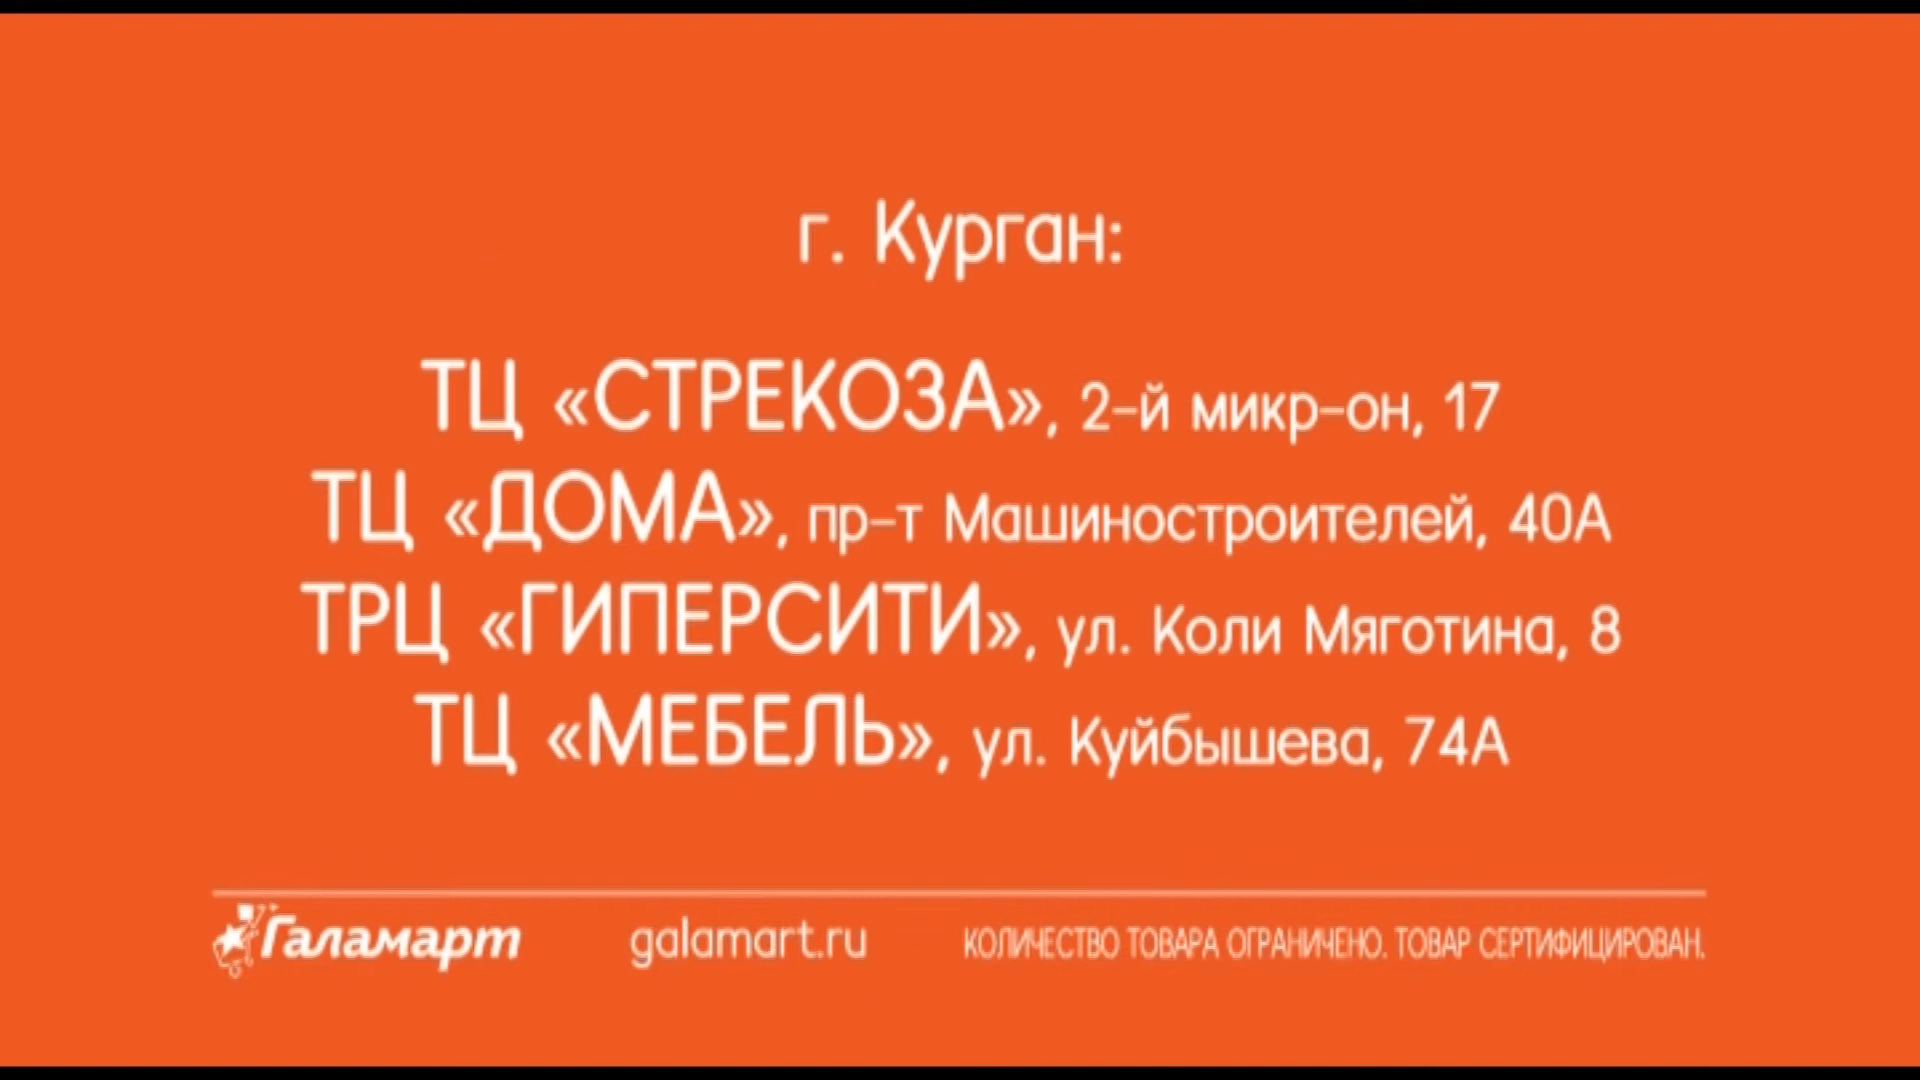 г. Курган:
ТЦ «СТРЕКОЗА», 2-й микр-он, 17
ТЦ «ДОМА», пр-т Машиностроителей, 40А
ТРЦ «ГИПЕРСИТИ», ул. Коли Мяготина, 8
ТЦ «МЕБЕЛЬ», ул. Куйбышева, 74А
Галамарт galamart.ru КОЛИЧЕСТВО ТОВАРА ОГРАНИЧЕНО. ТОВАР СЕРТИФИЦИРОВАН.